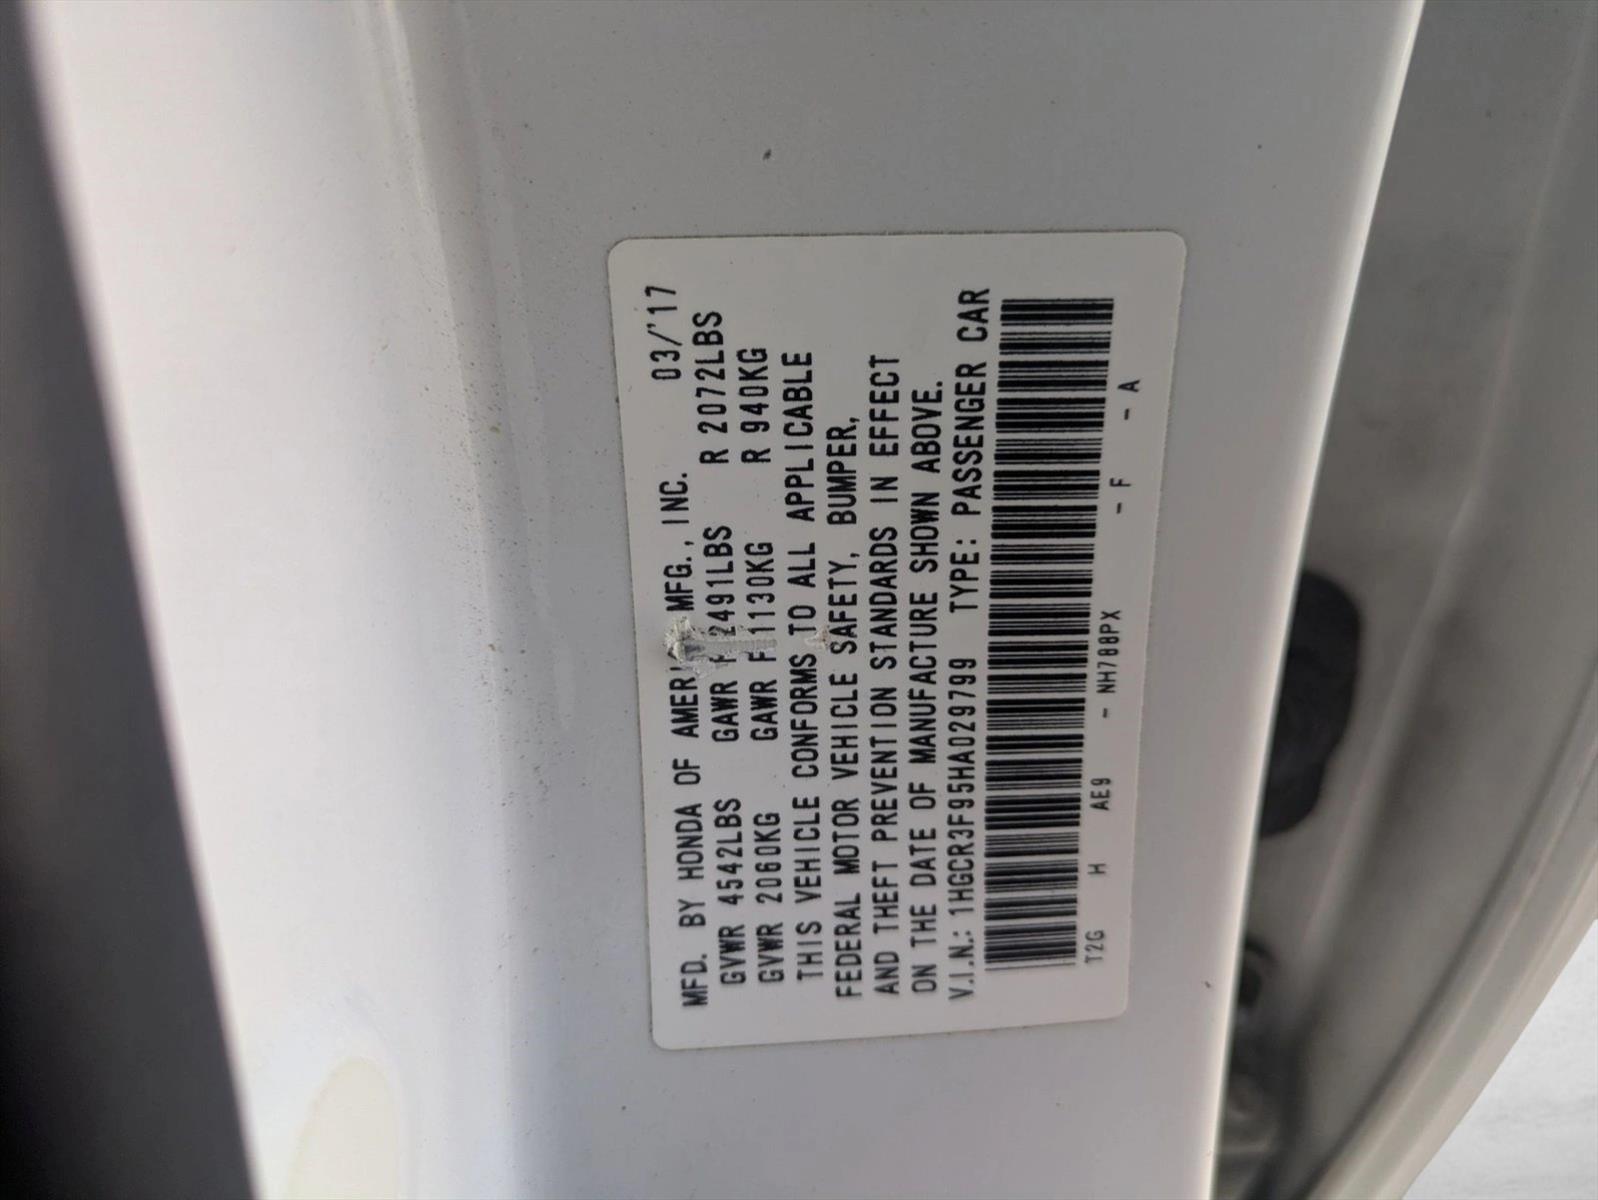 MFD. BY HONDA OF AMER MFG., INC. 03/'17
GVWR 4542LBS GAWR F 2491LBS R 2072LBS
GVWR 2060KG GAWR F 1130KG R 940KG
THIS VEHICLE CONFORMS TO ALL APPLICABLE
FEDERAL MOTOR VEHICLE SAFETY, BUMPER,
AND THEFT PREVENTION STANDARDS IN EFFECT
ON THE DATE OF MANUFACTURE SHOWN ABOVE.
V.I.N.: 1HGCR3F95HA029799 TYPE: PASSENGER CAR
T2G H AE9 - NH788PX - F - A